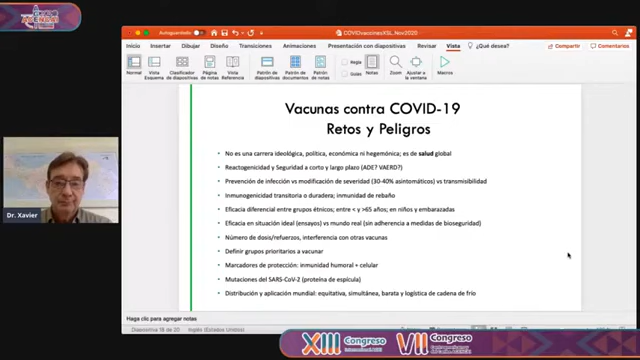 Autoguardado
COVIDvaccinesXSL_Nov2020
Inicio Insertar Dibujar Diseño Transiciones Animaciones Presentación con diapositivas Revisar Vista ¿Qué desea? Compartir Comentarios
Normal Vista Esquema Clasificador de diapositivas Página de notas Vista Referencia Patrón de diapositivas Patrón de documentos Patrón de notas Regla Guías Notas Zoom Ajustar a la ventana Macros
Vacunas contra COVID-19
Retos y Peligros
• No es una carrera ideológica, política, económica ni hegemónica; es de salud global
• Reactogenicidad y Seguridad a corto y largo plazo (ADE? VAERD?)
• Prevención de infección vs modificación de severidad (30-40% asintomáticos) vs transmisibilidad
• Inmunogenicidad transitoria o duradera; inmunidad de rebaño
• Eficacia diferencial entre grupos étnicos; entre < y >65 años; en niños y embarazadas
• Eficacia en situación ideal (ensayos) vs mundo real (sin adherencia a medidas de bioseguridad)
• Número de dosis/refuerzos, interferencia con otras vacunas
• Definir grupos prioritarios a vacunar
• Marcadores de protección: inmunidad humoral + celular
• Mutaciones del SARS-CoV-2 (proteína de espícula)
• Distribución y aplicación mundial: equitativa, simultánea, barata y logística de cadena de frío
Dr. Xavier
Haga clic para agregar notas
Diapositiva 18 de 20 Inglés (Estados Unidos)
XIII Congreso
VII Congreso